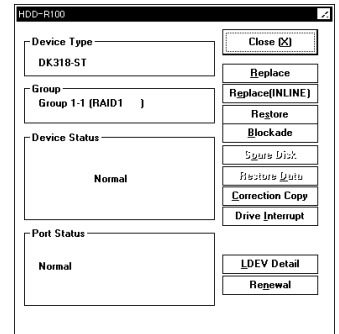 HDD-R100
Device Type
DK318-ST
Group
Group 1-1 (RAID1 )
Device Status
Normal
Port Status
Normal
Close (X)
Replace
Replace(INLINE)
Restore
Blockade
Spare Disk
Restore Data
Correction Copy
Drive Interrupt
LDEV Detail
Renewal